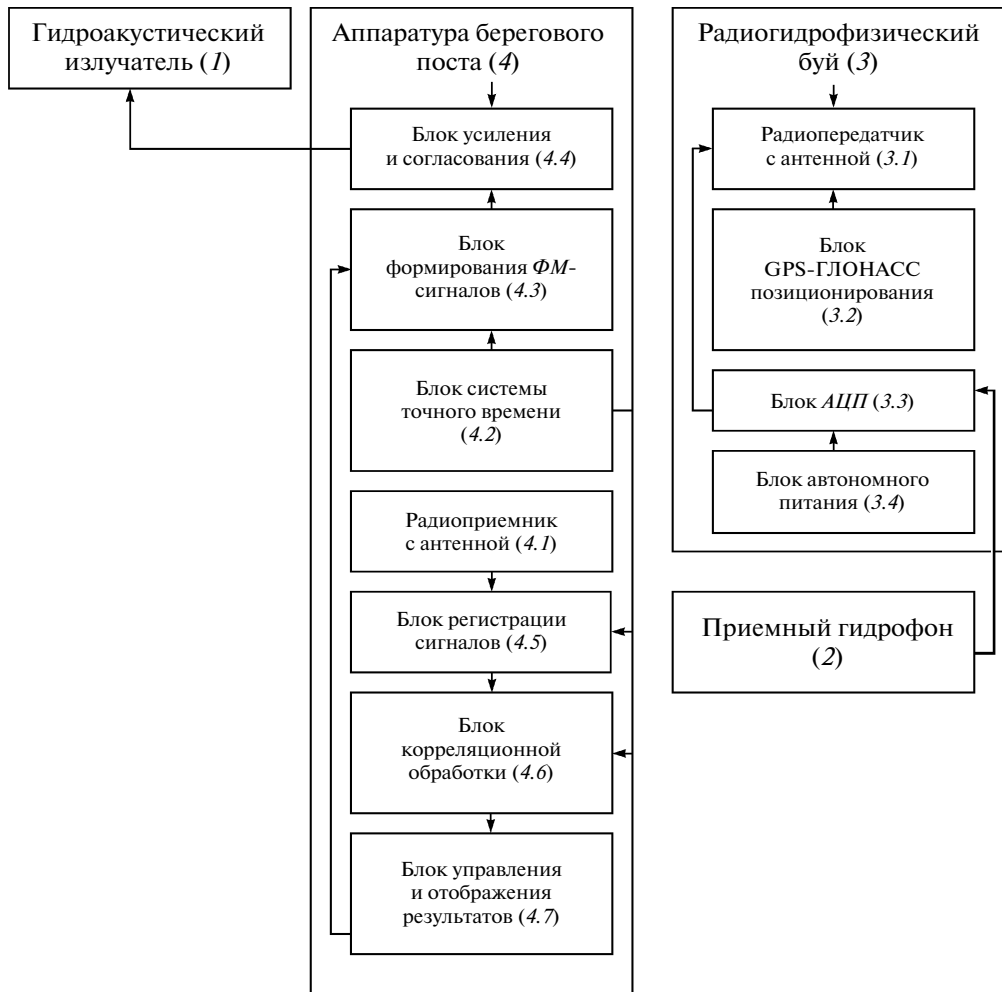 Гидроакустический
излучатель (1)
Аппаратура берегового
поста (4)
Блок усиления
и согласования (4.4)
Блок
формирования ФМ-
сигналов (4.3)
Блок системы
точного времени
(4.2)
Радиоприемник
с антенной (4.1)
Блок регистрации
сигналов (4.5)
Блок
корреляционной
обработки (4.6)
Блок управления
и отображения
результатов (4.7)
Радиогидрофизический
буй (3)
Радиопередатчик
с антенной (3.1)
Блок
GPS-ГЛОНАСС
позиционирования
(3.2)
Блок АЦП (3.3)
Блок автономного
питания (3.4)
Приемный гидрофон
(2)